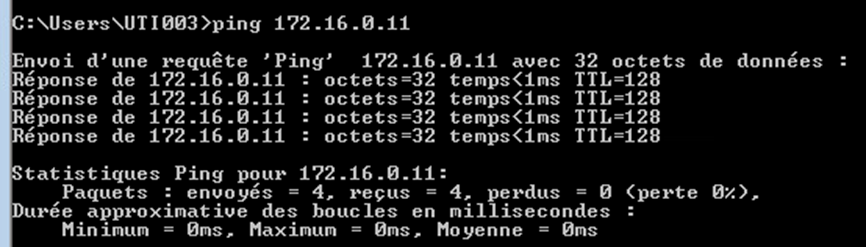 C:\Users\UTI003>ping 172.16.0.11
Envoi d'une requête 'Ping'  172.16.0.11 avec 32 octets de données :
Réponse de 172.16.0.11 : octets=32 temps<1ms TTL=128
Réponse de 172.16.0.11 : octets=32 temps<1ms TTL=128
Réponse de 172.16.0.11 : octets=32 temps<1ms TTL=128
Réponse de 172.16.0.11 : octets=32 temps<1ms TTL=128
Statistiques Ping pour 172.16.0.11:
    Paquets : envoyés = 4, reçus = 4, perdus = 0 (perte 0%),
Durée approximative des boucles en millisecondes :
    Minimum = 0ms, Maximum = 0ms, Moyenne = 0ms